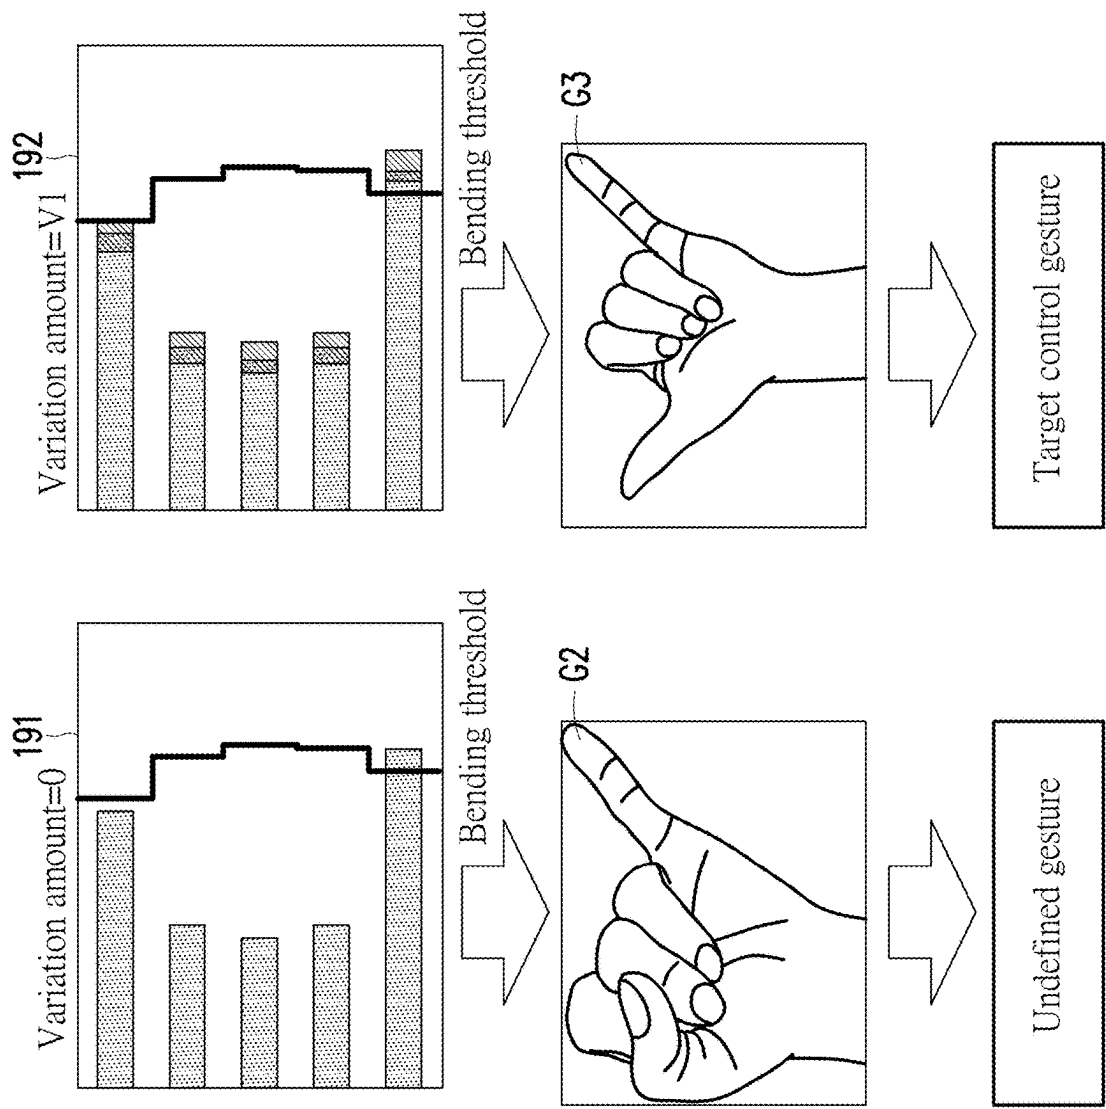 Variation amount=0
191
Bending threshold
G2
Undefined gesture
Variation amount=V1
192
Bending threshold
G3
Target control gesture